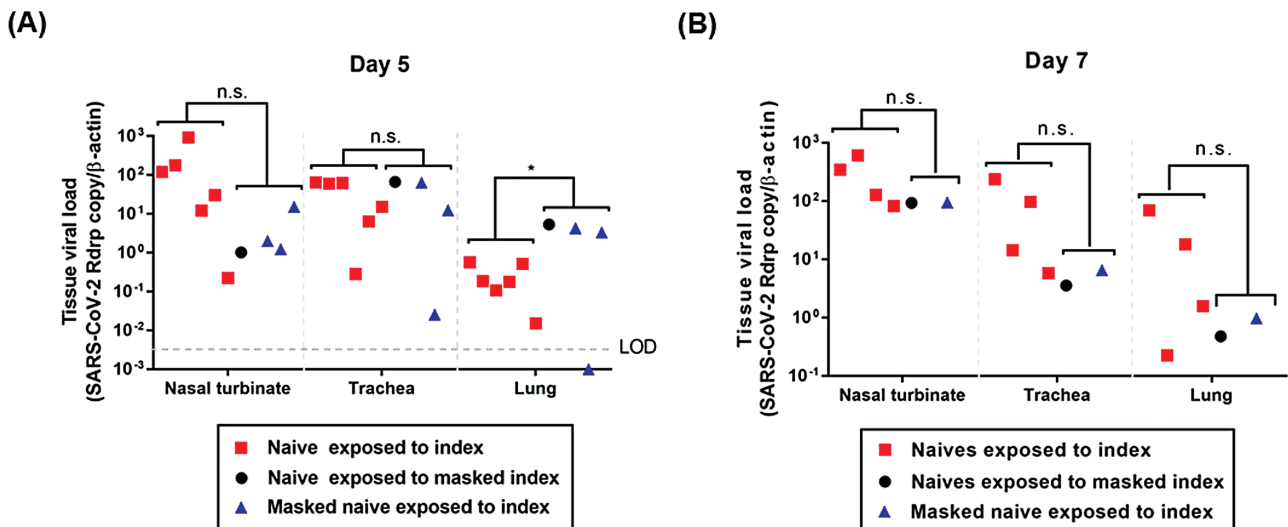 (A)
Day 5
Tissue viral load
(SARS-CoV-2 Rdrp copy/β-actin)
10³
10²
10¹
10⁰
10⁻¹
10⁻²
10⁻³
n.s.
n.s.
*
LOD
Nasal turbinate
Trachea
Lung
Naive exposed to index
Naive exposed to masked index
Masked naive exposed to index
(B)
Day 7
Tissue viral load
(SARS-CoV-2 Rdrp copy/β-actin)
10³
10²
10¹
10⁰
10⁻¹
n.s.
n.s.
n.s.
Nasal turbinate
Trachea
Lung
Naives exposed to index
Naives exposed to masked index
Masked naive exposed to index